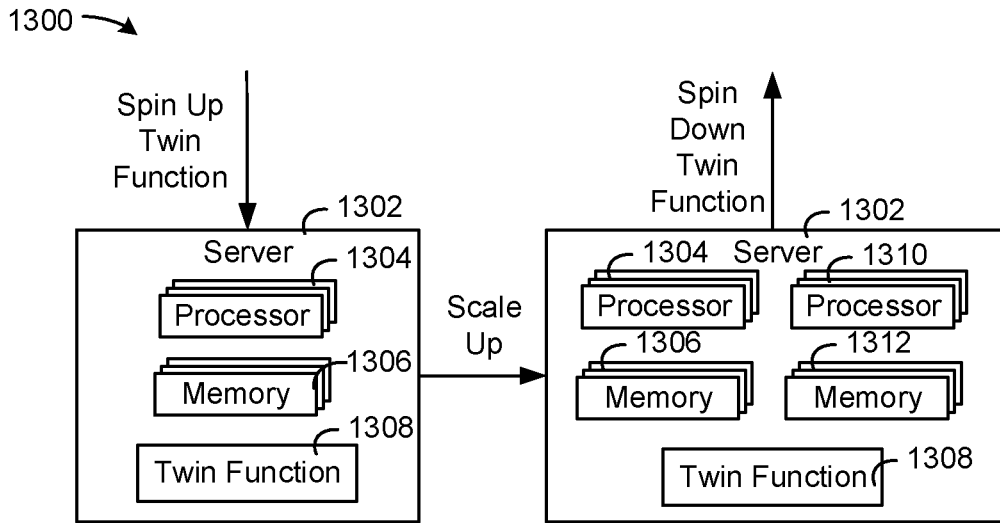 1300
Spin Up
Twin
Function
Spin
Down
Twin
Function
1302
Server
1304
Processor
1306
Memory
1308
Twin Function
Scale
Up
1302
Server
1304
1310
Processor
Processor
1306
1312
Memory
Memory
1308
Twin Function